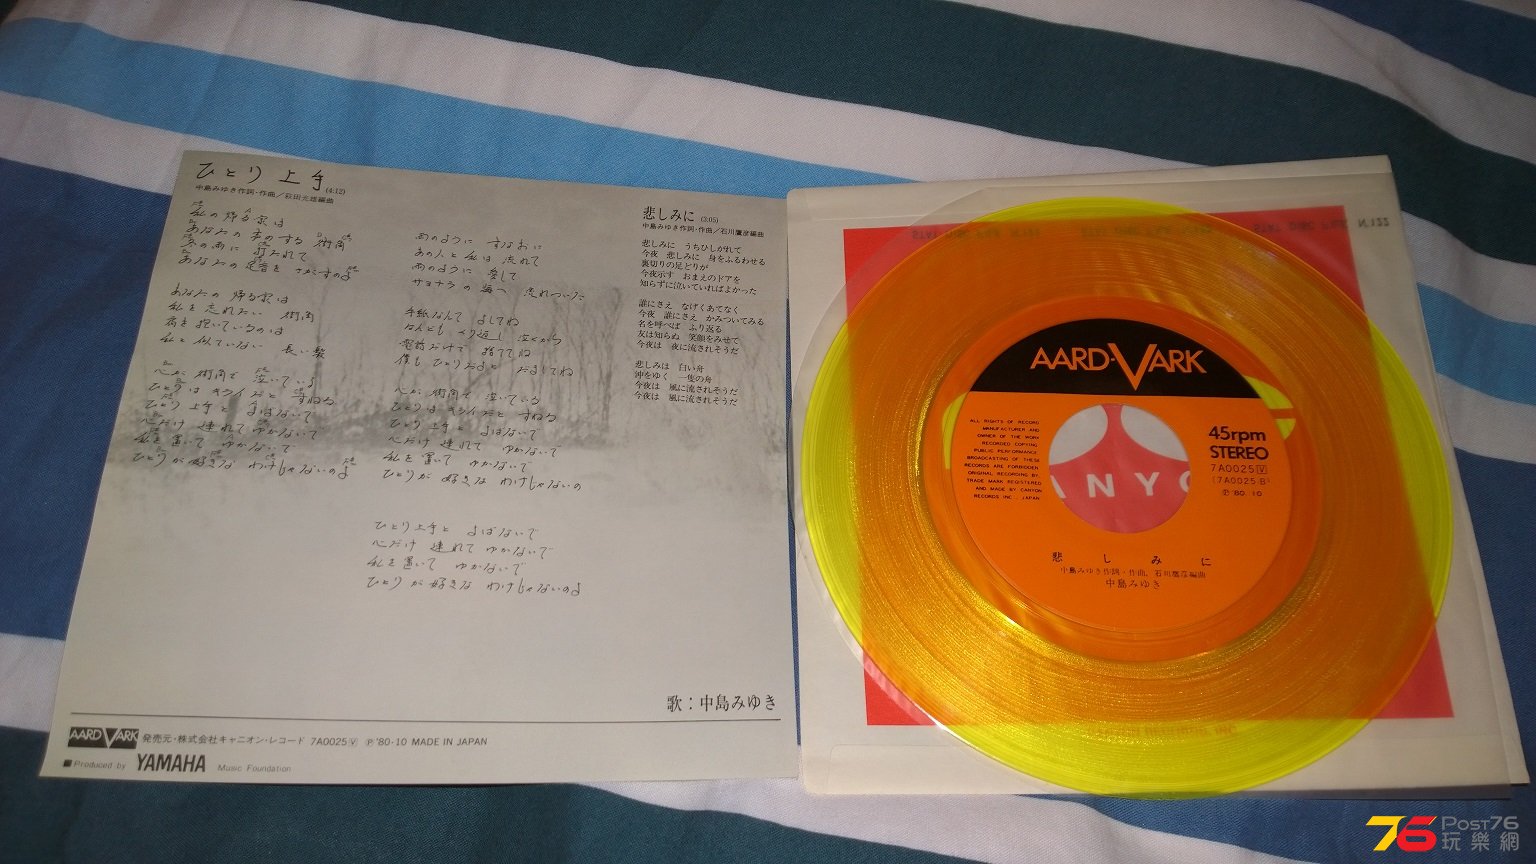 ひとり上手 (4:12)
中島みゆき作詞・作曲／萩田光雄編曲
私の帰る家は
あなたの声のする街角
冬の雨に 打たれて
あなたの足音を さがすのよ
あなたの 帰る家は
私を 忘れたい 街角
肩を 抱いているのは
私と 似ていない 長い髪
心が 街角で 泣いている
ひとりは キライだと すねる
ひとり 上手と よばないで
心だけ 連れて ゆかないで
私を 置いて ゆかないで
ひとりが 好きな わけじゃないのよ
雨のように すなおに
あの人と 私は 流れて
雨のように 愛して
サヨナラの 海へ 流れついた
手紙なんて よしてね
なんども くり返し 泣くから
電話だけで 捨ててね
僕も ひとりだよと だましてね
心が 街角で 泣いている
ひとりは キライだと すねる
ひとり 上手と よばないで
心だけ 連れて ゆかないで
私を 置いて ゆかないで
ひとりが 好きな わけじゃないの
ひとり上手と よばないで
心だけ 連れて ゆかないで
私を 置いて ゆかないで
ひとりが 好きな わけじゃないのよ
悲しみに (3:05)
中島みゆき作詞・作曲／石川鷹彦編曲
悲しみに うちひしがれて
今夜 悲しみに 身をふるわせる
裏切りの足どりが
今夜示す おまえのドアを
知らずに泣いていればよかった
誰にさえ なげくあてなく
今夜 誰にさえ かみついてみる
名を呼べば ふり返る
友は知らぬ 笑顔をみせて
今夜は 夜に流されそうだ
悲しみは 白い舟
沖をゆく 一隻の舟
今夜は 風に流されそうだ
今夜は 風に流されそうだ
歌：中島みゆき
AARD VARK 発売元・株式会社キャニオン・レコード 7A0025Ⓥ Ⓟ '80·10 MADE IN JAPAN
■Produced by YAMAHA Music Foundation
AARD·VARK
ALL RIGHTS OF RECORD
MANUFACTURER AND
OWNER OF THE WORK
RECORDED COPYING
PUBLIC PERFORMANCE
BROADCASTING OF THESE
RECORDS ARE FORBIDDEN
ORIGINAL RECORDING BY,
TRADE MARK REGISTERED
AND MADE BY CANYON
RECORDS INC., JAPAN
ANYO
45rpm
STEREO
7A0025Ⓥ
(7A0025 B)
Ⓟ '80. 10
悲しみに
中島みゆき作詞・作曲、石川鷹彦編曲
中島みゆき
76 Post76
玩樂網